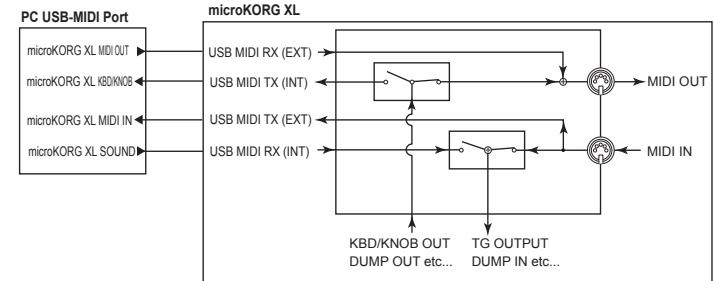 PC USB-MIDI Port
microKORG XL
microKORG XL MIDI OUT
USB MIDI RX (EXT)
microKORG XL KBD/KNOB
USB MIDI TX (INT)
MIDI OUT
microKORG XL MIDI IN
USB MIDI TX (EXT)
microKORG XL SOUND
USB MIDI RX (INT)
MIDI IN
KBD/KNOB OUT
DUMP OUT etc...
TG OUTPUT
DUMP IN etc...